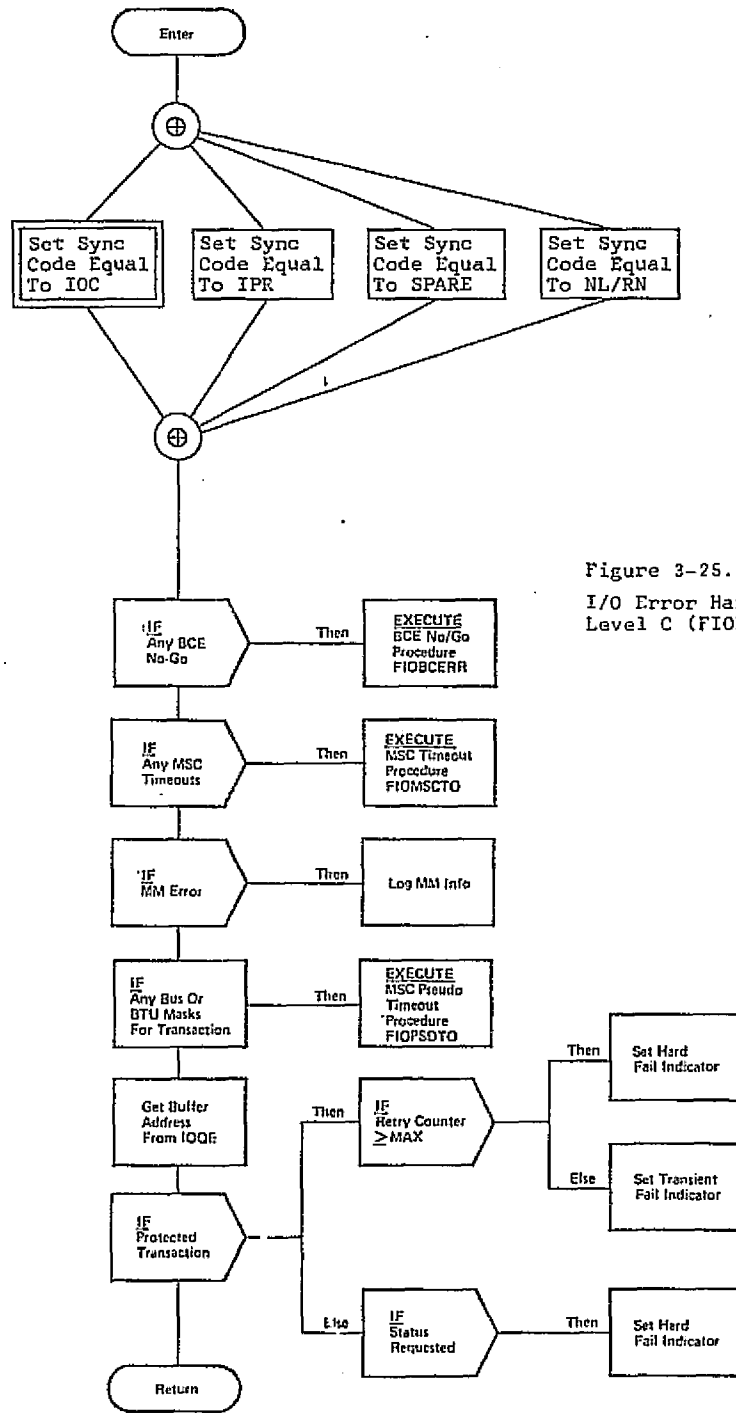 Enter
Set Sync
Code Equal
To IOC
Set Sync
Code Equal
To IPR
Set Sync
Code Equal
To SPARE
Set Sync
Code Equal
To NL/RN
Figure 3-25.
I/O Error Ha
Level C (FIO
IF
Any BCE
No-Go
Then
EXECUTE
BCE No/Go
Procedure
FIOBCERR
IF
Any MSC
Timeouts
Then
EXECUTE
MSC Timeout
Procedure
FIOMSCTO
IF
MM Error
Then
Log MM Info
IF
Any Bus Or
BTU Masks
For Transaction
Then
EXECUTE
MSC Pseudo
Timeout
Procedure
FIOPSDTO
Get Buffer
Address
From IOQE
IF
Protected
Transaction
Then
IF
Retry Counter
≥ MAX
Then
Set Hard
Fail Indicator
Else
Set Transient
Fail Indicator
Else
IF
Status
Requested
Then
Set Hard
Fail Indicator
Return